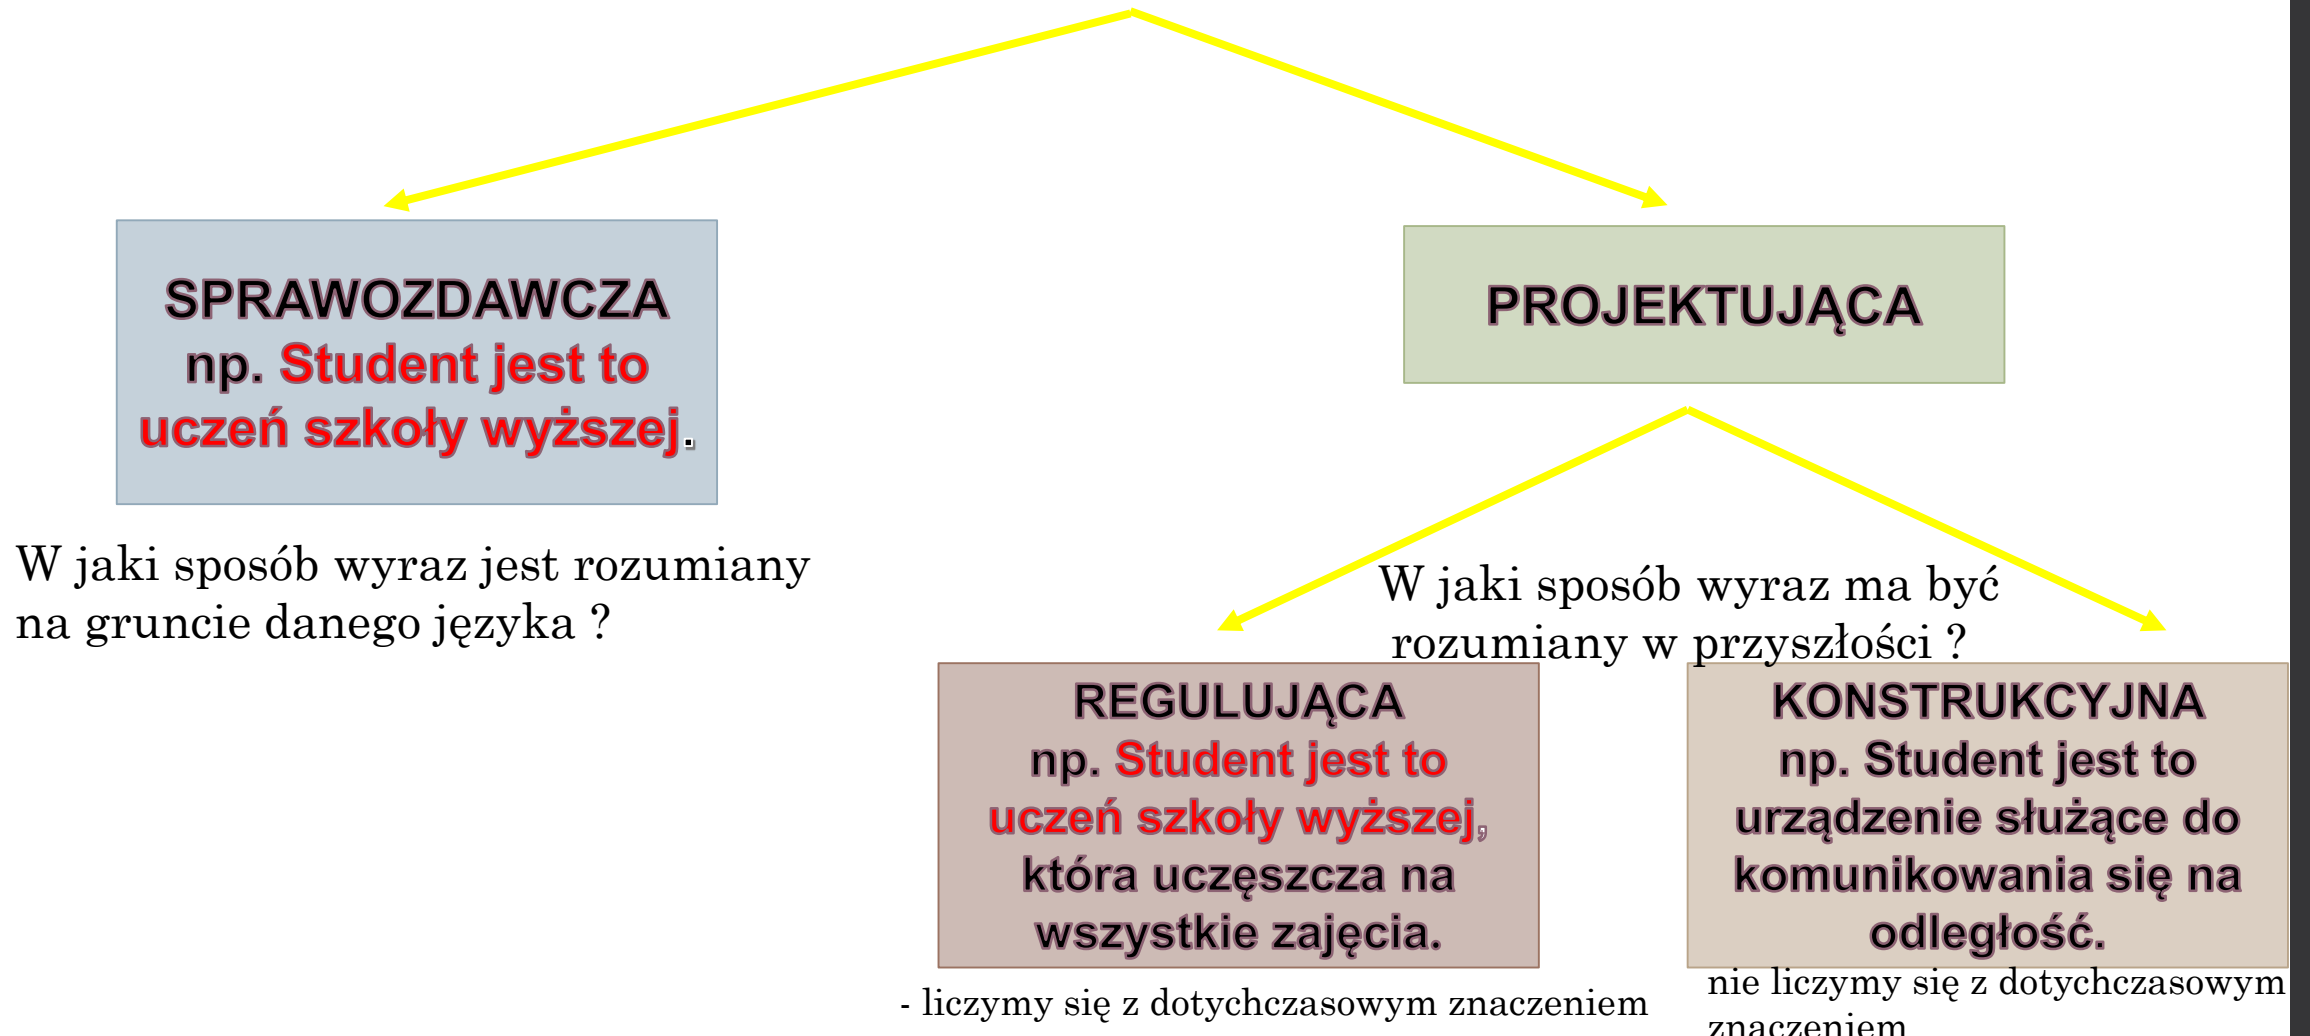 SPRAWOZDAWCZA
np. Student jest to
uczeń szkoły wyższej.
W jaki sposób wyraz jest rozumiany
na gruncie danego języka ?
PROJEKTUJĄCA
W jaki sposób wyraz ma być
rozumiany w przyszłości ?
REGULUJĄCA
np. Student jest to
uczeń szkoły wyższej,
która uczęszcza na
wszystkie zajęcia.
- liczymy się z dotychczasowym znaczeniem
KONSTRUKCYJNA
np. Student jest to
urządzenie służące do
komunikowania się na
odległość.
nie liczymy się z dotychczasowym
znaczeniem